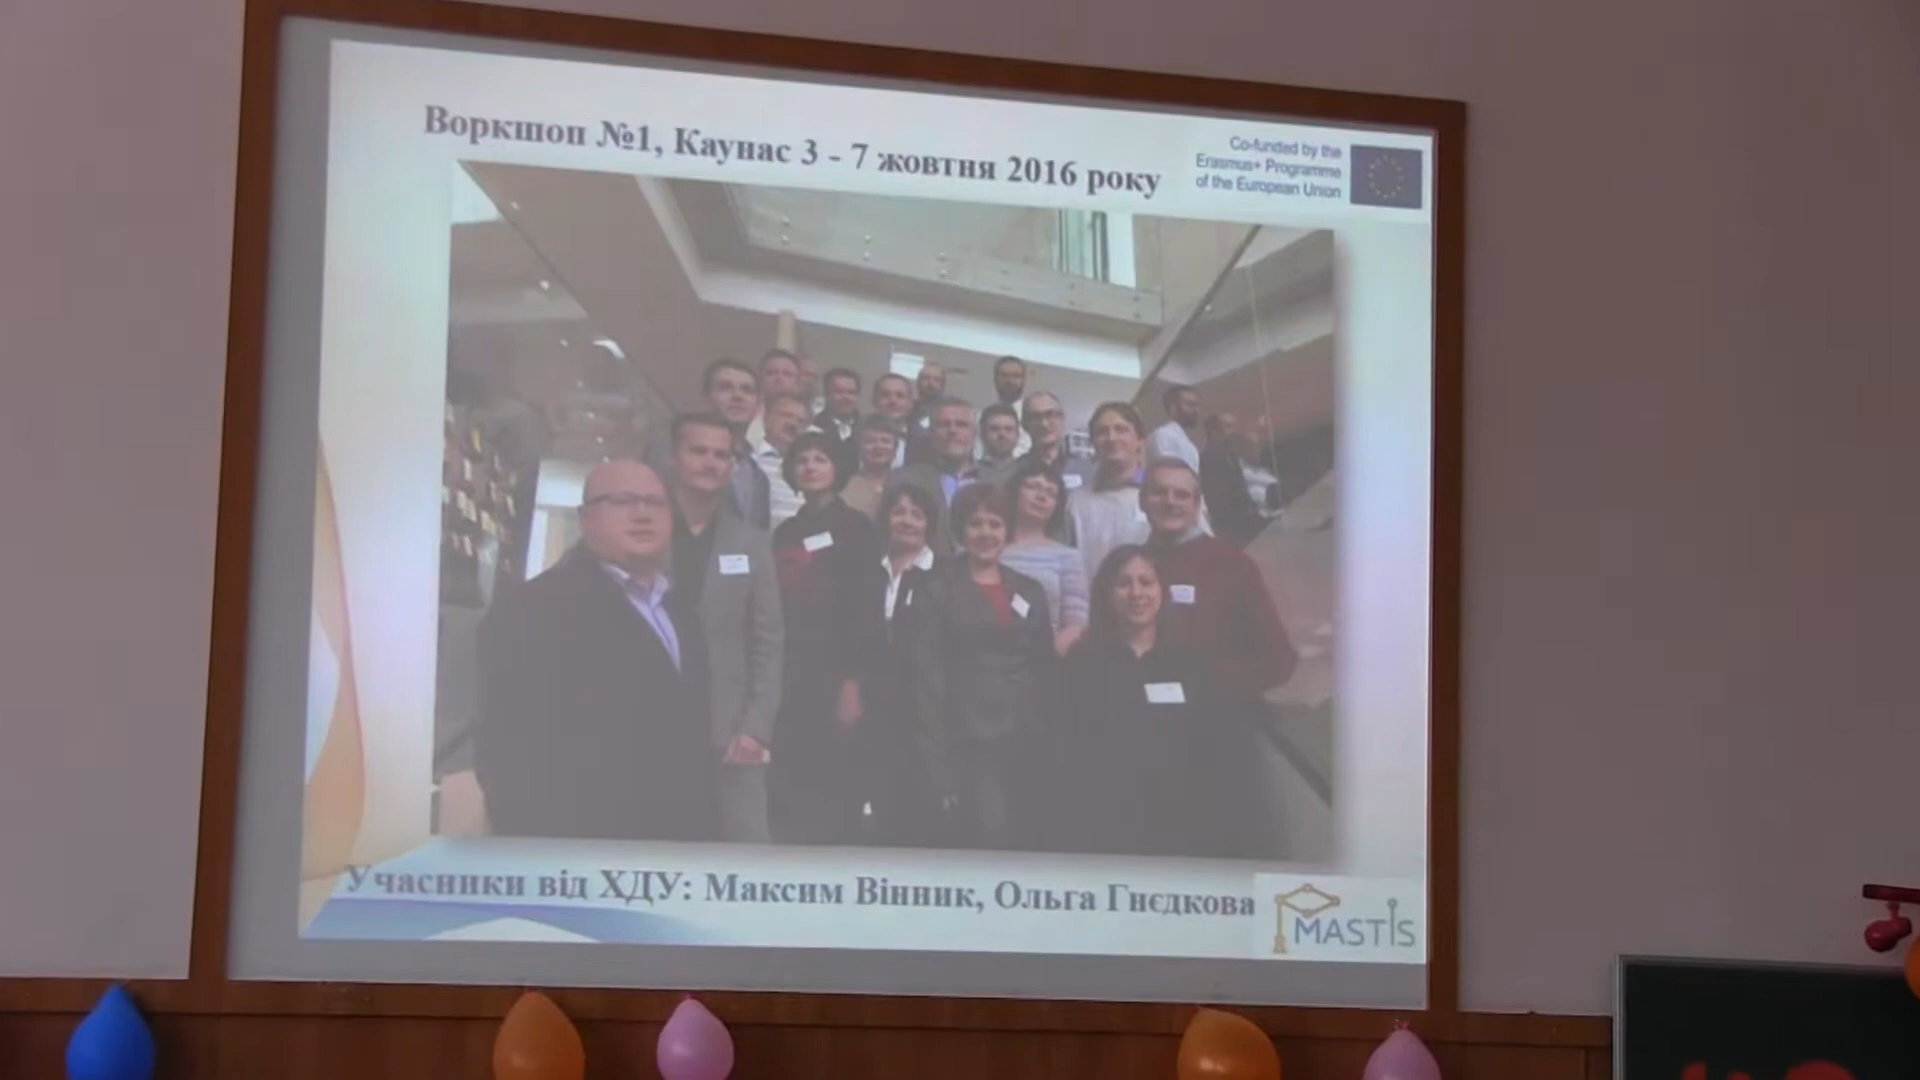 Воркшоп №1, Каунас 3 - 7 жовтня 2016 року
Co-funded by the
Erasmus+ Programme
of the European Union
Учасники від ХДУ: Максим Вінник, Ольга Гнєдкова
MASTIS